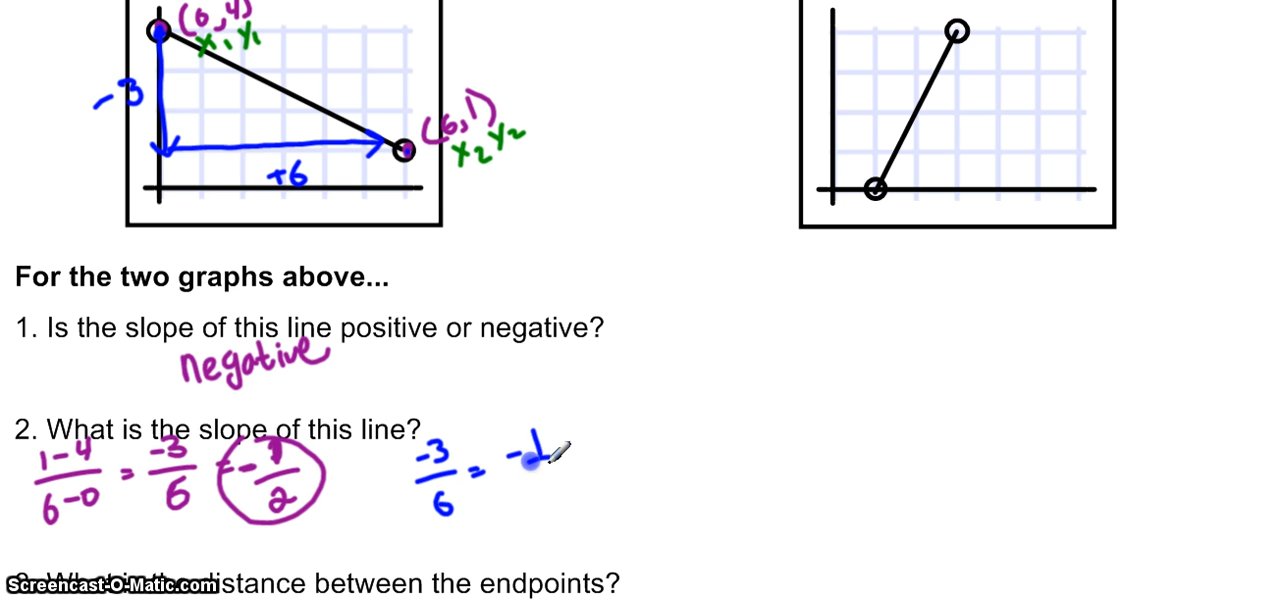 (0,4)
x₁ y₁
-3
(6,1)
x₂ y₂
+6
For the two graphs above...
1. Is the slope of this line positive or negative?
negative
2. What is the slope of this line?
1-4/6-0 = -3/6 = -1/2
-3/6 = -1
Screencast-O-Matic.com
distance between the endpoints?